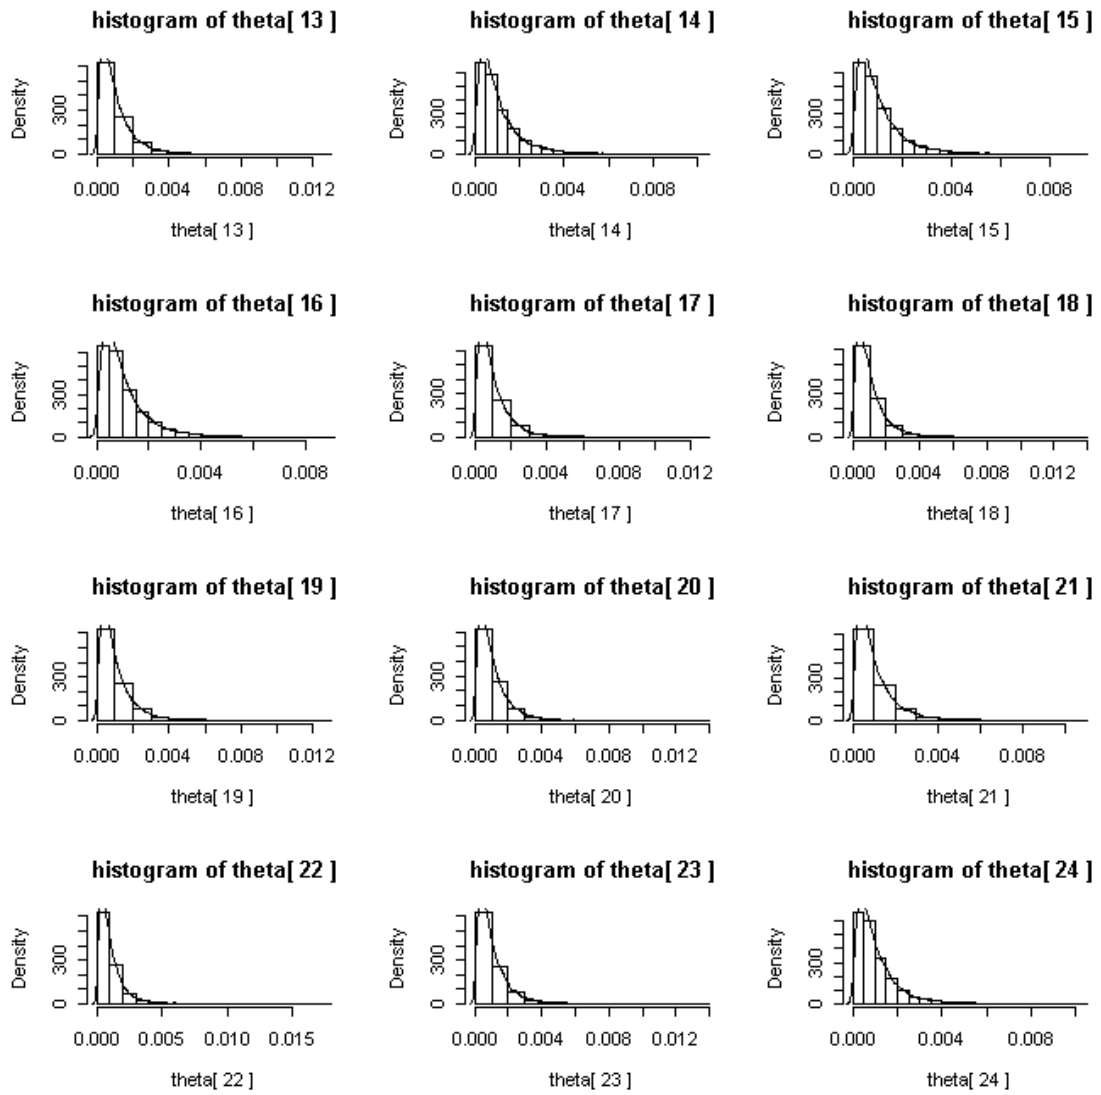 histogram of theta[ 13 ]
Density
0 300
0.000 0.004 0.012
theta[ 13 ]
histogram of theta[ 14 ]
Density
0 300
0.000 0.004 0.008
theta[ 14 ]
histogram of theta[ 15 ]
Density
0 300
0.000 0.004 0.008
theta[ 15 ]
histogram of theta[ 16 ]
Density
0 300
0.000 0.004 0.008
theta[ 16 ]
histogram of theta[ 17 ]
Density
0 300
0.000 0.004 0.012
theta[ 17 ]
histogram of theta[ 18 ]
Density
0 300
0.000 0.004 0.008 0.012
theta[ 18 ]
histogram of theta[ 19 ]
Density
0 300
0.000 0.004 0.008 0.012
theta[ 19 ]
histogram of theta[ 20 ]
Density
0 300
0.000 0.004 0.008 0.012
theta[ 20 ]
histogram of theta[ 21 ]
Density
0 300
0.000 0.004 0.008
theta[ 21 ]
histogram of theta[ 22 ]
Density
0 300
0.000 0.005 0.010 0.015
theta[ 22 ]
histogram of theta[ 23 ]
Density
0 300
0.000 0.004 0.008 0.012
theta[ 23 ]
histogram of theta[ 24 ]
Density
0 300
0.000 0.004 0.008
theta[ 24 ]